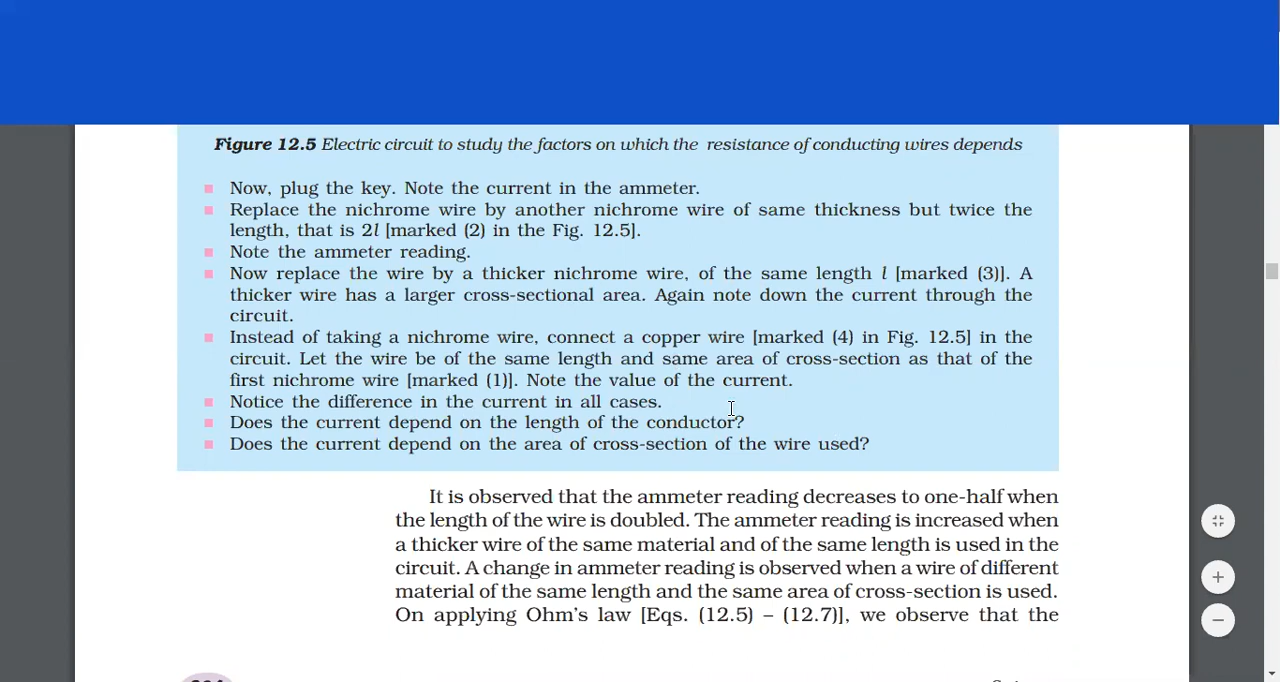 Figure 12.5 Electric circuit to study the factors on which the resistance of conducting wires depends
Now, plug the key. Note the current in the ammeter.
Replace the nichrome wire by another nichrome wire of same thickness but twice the
length, that is 2l [marked (2) in the Fig. 12.5].
Note the ammeter reading.
Now replace the wire by a thicker nichrome wire, of the same length l [marked (3)]. A
thicker wire has a larger cross-sectional area. Again note down the current through the
circuit.
Instead of taking a nichrome wire, connect a copper wire [marked (4) in Fig. 12.5] in the
circuit. Let the wire be of the same length and same area of cross-section as that of the
first nichrome wire [marked (1)]. Note the value of the current.
Notice the difference in the current in all cases.
Does the current depend on the length of the conductor?
Does the current depend on the area of cross-section of the wire used?
It is observed that the ammeter reading decreases to one-half when
the length of the wire is doubled. The ammeter reading is increased when
a thicker wire of the same material and of the same length is used in the
circuit. A change in ammeter reading is observed when a wire of different
material of the same length and the same area of cross-section is used.
On applying Ohm's law [Eqs. (12.5) – (12.7)], we observe that the